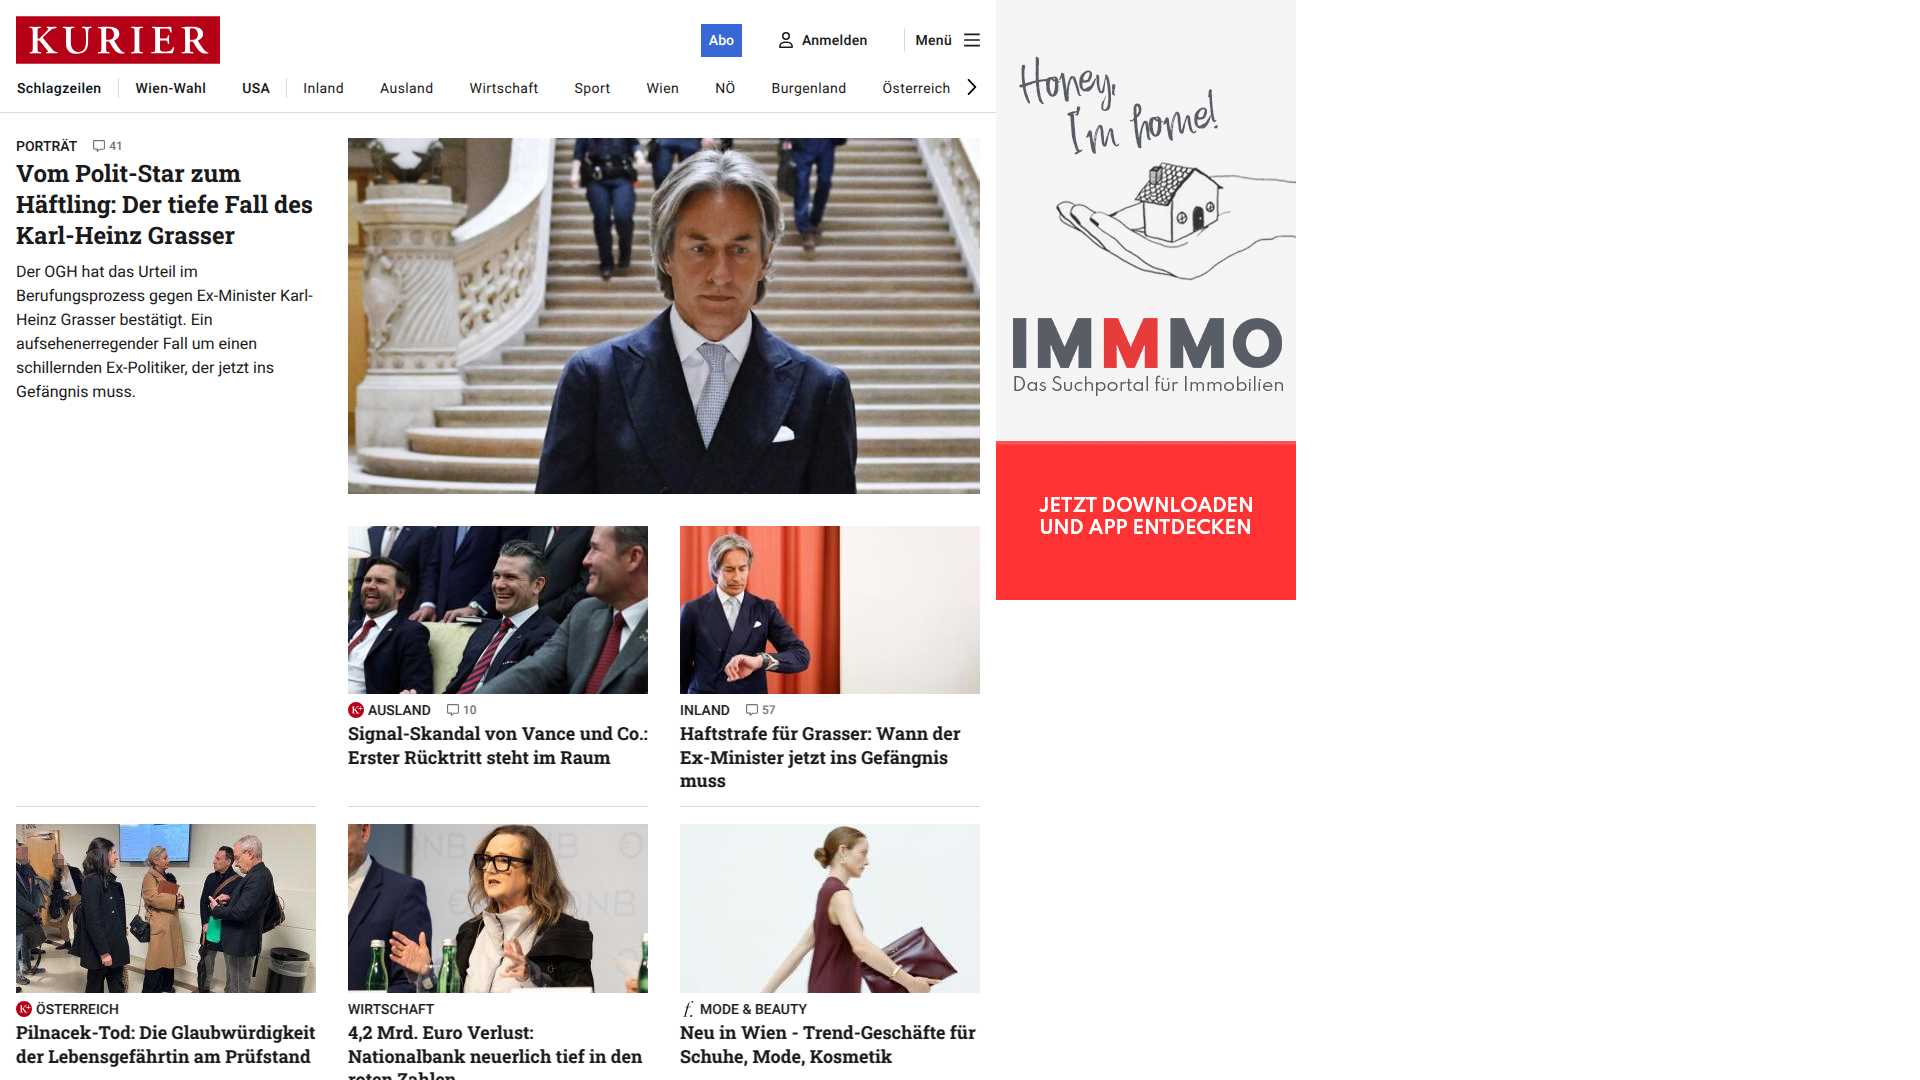 KURIER
Abo
Anmelden
Menü
Schlagzeilen
Wien-Wahl
USA
Inland
Ausland
Wirtschaft
Sport
Wien
NÖ
Burgenland
Österreich
PORTRÄT
41
Vom Polit-Star zum
Häftling: Der tiefe Fall des
Karl-Heinz Grasser
Der OGH hat das Urteil im
Berufungsprozess gegen Ex-Minister Karl-
Heinz Grasser bestätigt. Ein
aufsehenerregender Fall um einen
schillernden Ex-Politiker, der jetzt ins
Gefängnis muss.
K+ AUSLAND
10
Signal-Skandal von Vance und Co.:
Erster Rücktritt steht im Raum
INLAND
57
Haftstrafe für Grasser: Wann der
Ex-Minister jetzt ins Gefängnis
muss
K+ ÖSTERREICH
Pilnacek-Tod: Die Glaubwürdigkeit
der Lebensgefährtin am Prüfstand
WIRTSCHAFT
4,2 Mrd. Euro Verlust:
Nationalbank neuerlich tief in den
roten Zahlen
f. MODE & BEAUTY
Neu in Wien - Trend-Geschäfte für
Schuhe, Mode, Kosmetik
Honey,
I'm home!
IMMMO
Das Suchportal für Immobilien
JETZT DOWNLOADEN
UND APP ENTDECKEN